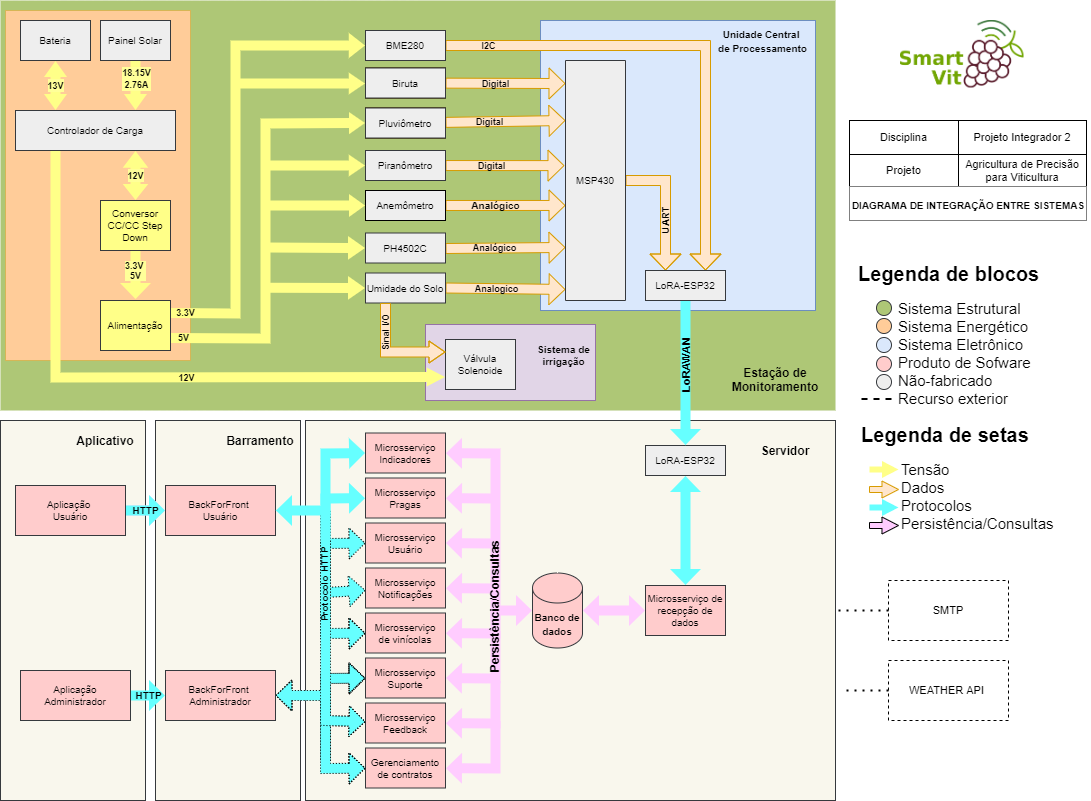 Bateria
Painel Solar
18.15V
2.76A
13V
Controlador de Carga
12V
Conversor
CC/CC Step
Down
3.3V
5V
Alimentação
3.3V
5V
12V
BME280
Biruta
Pluviômetro
Piranômetro
Anemômetro
PH4502C
Umidade do Solo
I2C
Digital
Digital
Digital
Analógico
Analógico
Analogico
Sinal I/O
Válvula
Solenoide
Sistema de
irrigação
Unidade Central
de Processamento
MSP430
UART
LoRA-ESP32
LoRAWAN
Estação de
Monitoramento
Smart
Vit
Disciplina
Projeto Integrador 2
Projeto
Agricultura de Precisão
para Viticultura
DIAGRAMA DE INTEGRAÇÃO ENTRE SISTEMAS
Legenda de blocos
Sistema Estrutural
Sistema Energético
Sistema Eletrônico
Produto de Sofware
Não-fabricado
Recurso exterior
Legenda de setas
Tensão
Dados
Protocolos
Persistência/Consultas
Aplicativo
Aplicação
Usuário
HTTP
Aplicação
Administrador
HTTP
Barramento
BackForFront
Usuário
BackForFront
Administrador
Servidor
Protocolo HTTP
Microsserviço
Indicadores
Microsserviço
Pragas
Microsserviço
Usuário
Microsserviço
Notificações
Microsserviço
de vinícolas
Microsserviço
Suporte
Microsserviço
Feedback
Gerenciamento
de contratos
Persistência/Consultas
Banco de
dados
LoRA-ESP32
Microsserviço de
recepção de
dados
SMTP
WEATHER API